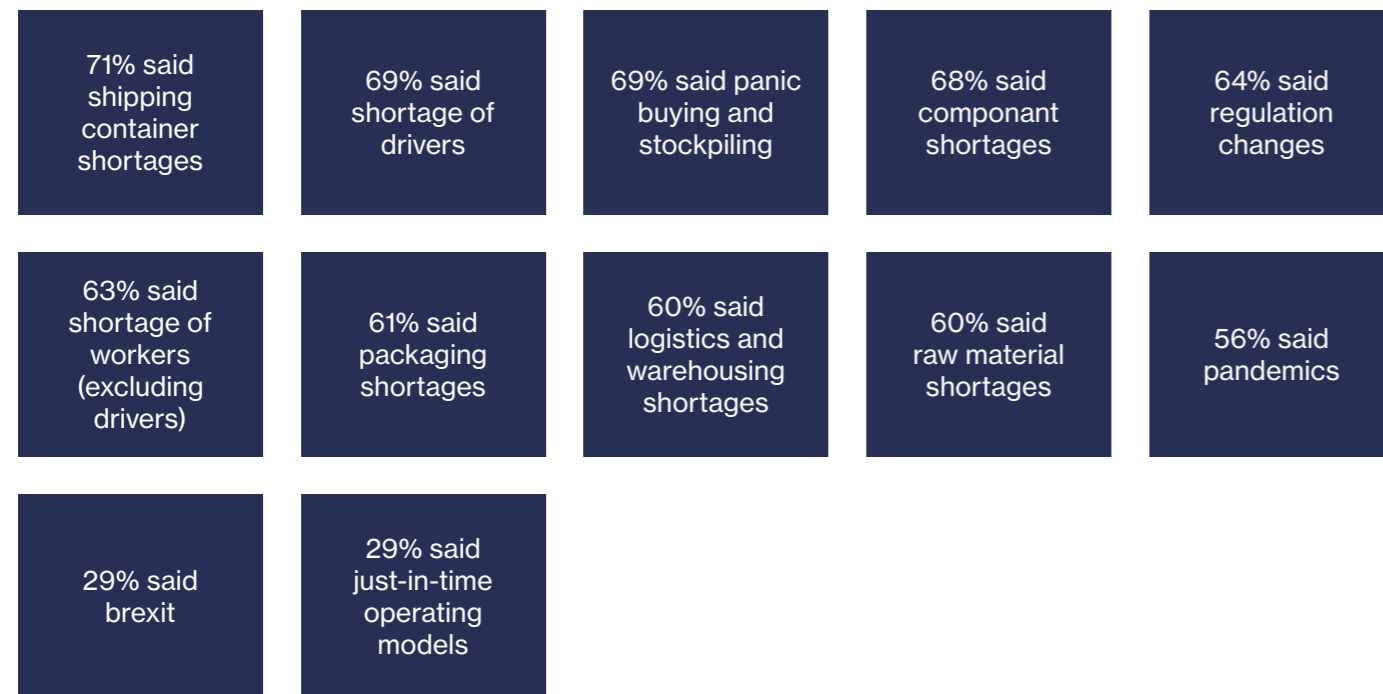 71% said
shipping
container
shortages
69% said
shortage of
drivers
69% said panic
buying and
stockpiling
68% said
componant
shortages
64% said
regulation
changes
63% said
shortage of
workers
(excluding
drivers)
61% said
packaging
shortages
60% said
logistics and
warehousing
shortages
60% said
raw material
shortages
56% said
pandemics
29% said
brexit
29% said
just-in-time
operating
models